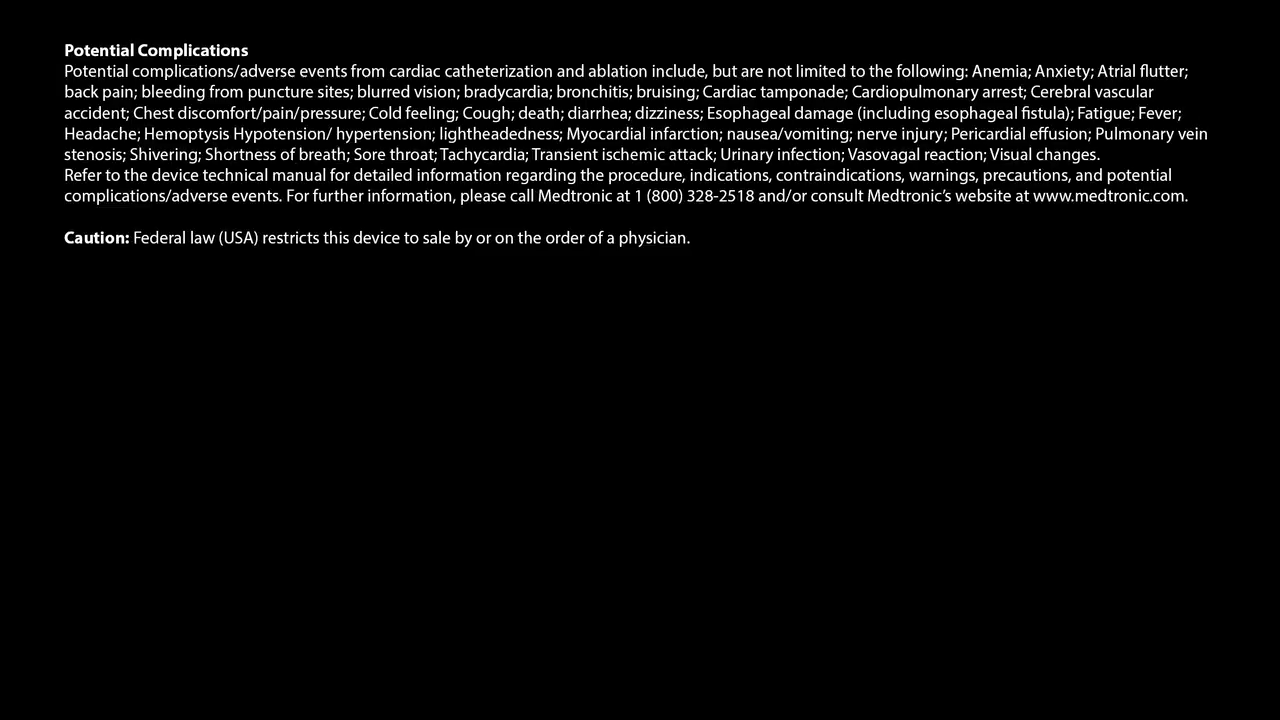 Potential Complications
Potential complications/adverse events from cardiac catheterization and ablation include, but are not limited to the following: Anemia; Anxiety; Atrial flutter;
back pain; bleeding from puncture sites; blurred vision; bradycardia; bronchitis; bruising; Cardiac tamponade; Cardiopulmonary arrest; Cerebral vascular
accident; Chest discomfort/pain/pressure; Cold feeling; Cough; death; diarrhea; dizziness; Esophageal damage (including esophageal fistula); Fatigue; Fever;
Headache; Hemoptysis Hypotension/ hypertension; lightheadedness; Myocardial infarction; nausea/vomiting; nerve injury; Pericardial effusion; Pulmonary vein
stenosis; Shivering; Shortness of breath; Sore throat; Tachycardia; Transient ischemic attack; Urinary infection; Vasovagal reaction; Visual changes.
Refer to the device technical manual for detailed information regarding the procedure, indications, contraindications, warnings, precautions, and potential
complications/adverse events. For further information, please call Medtronic at 1 (800) 328-2518 and/or consult Medtronic’s website at www.medtronic.com.
Caution: Federal law (USA) restricts this device to sale by or on the order of a physician.